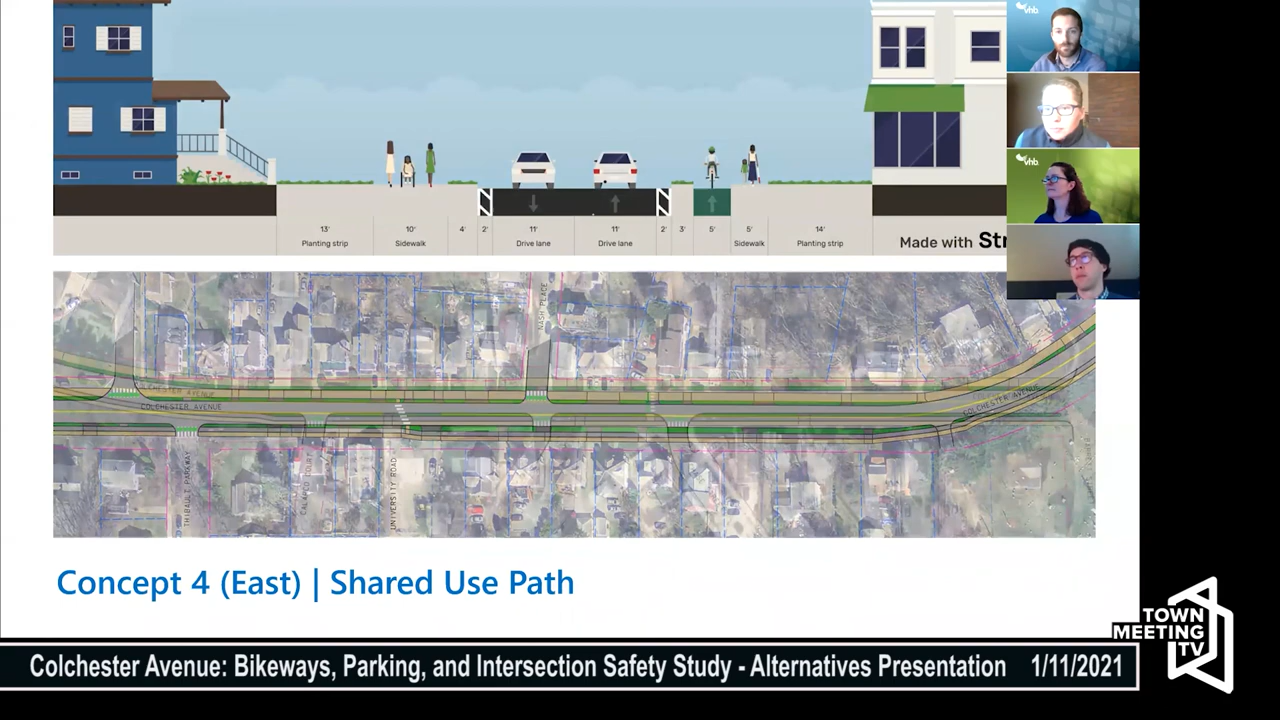 vhb.
vhb.
13' 10' 4' 2' 11' 11' 2' 3' 5' 5' 14'
Planting strip Sidewalk Drive lane Drive lane Sidewalk Planting strip
Made with Str
NASH PLACE
COLCHESTER AVENUE
COLCHESTER AVENUE
COLCHESTER AVENUE
THIBAULT PARKWAY
UNIVERSITY ROAD
Concept 4 (East) | Shared Use Path
TOWN
MEETING
TV
Colchester Avenue: Bikeways, Parking, and Intersection Safety Study - Alternatives Presentation 1/11/2021